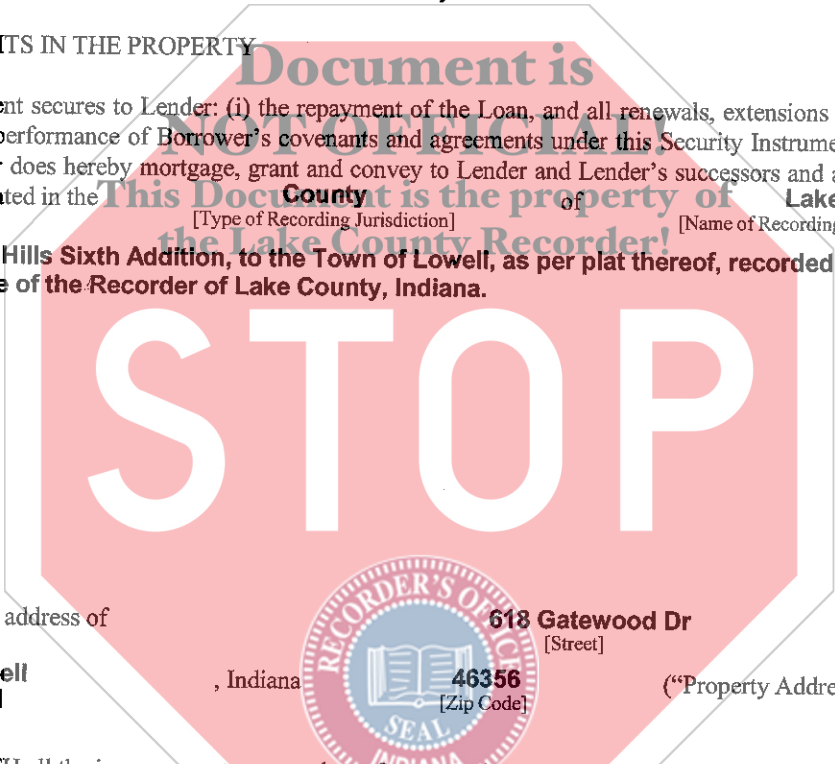 ITS IN THE PROPERTY
Document is
ent secures to Lender: (i) the repayment of the Loan, and all renewals, extensions
NOT OFFICIAL!
performance of Borrower's covenants and agreements under this Security Instrume
does hereby mortgage, grant and convey to Lender and Lender's successors and a
ated in the County of Lake
This Document is the property of
[Type of Recording Jurisdiction] [Name of Recording
the Lake County Recorder!
Hills Sixth Addition, to the Town of Lowell, as per plat thereof, recorded
e of the Recorder of Lake County, Indiana.
STOP
address of 618 Gatewood Dr
[Street]
ell , Indiana 46356 ("Property Addre
[Zip Code]
RECORDER'S OFFICE
SEAL
INDIANA